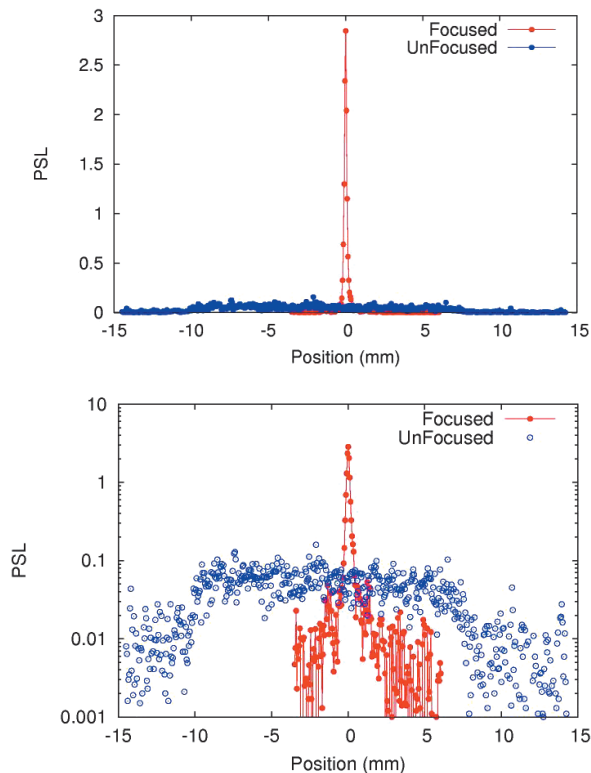 3
Focused
UnFocused
2.5
2
PSL
1.5
1
0.5
0
-15 -10 -5 0 5 10 15
Position (mm)
10
Focused
UnFocused
1
PSL
0.1
0.01
0.001
-15 -10 -5 0 5 10 15
Position (mm)